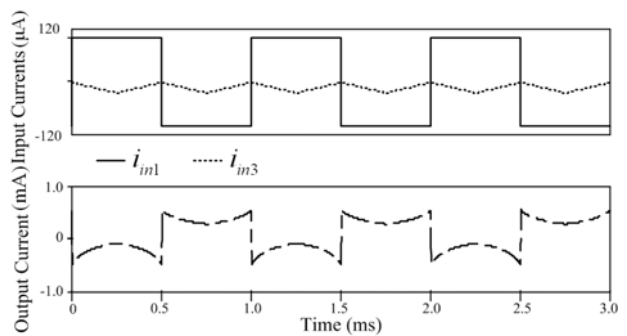 Input Currents (μA)
120
-120
i_in1 i_in3
Output Current (mA)
1.0
0
-1.0
0 0.5 1.0 1.5 2.0 2.5 3.0
Time (ms)